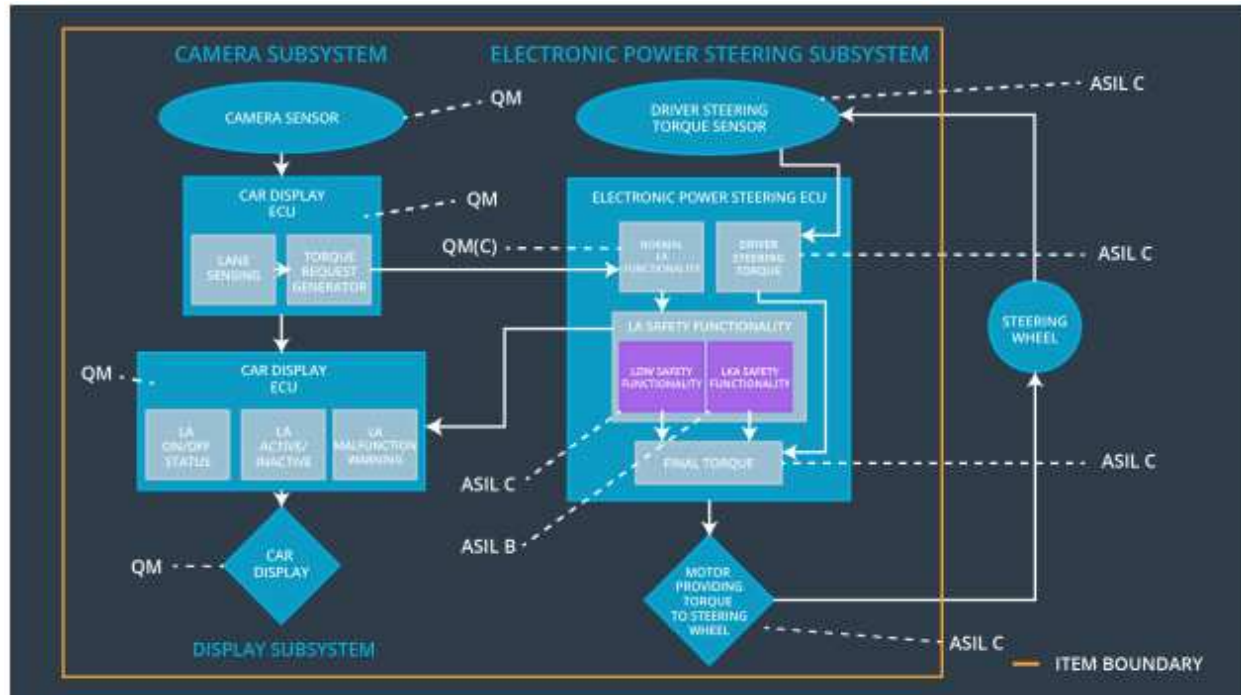 CAMERA SUBSYSTEM
ELECTRONIC POWER STEERING SUBSYSTEM
CAMERA SENSOR
QM
DRIVER STEERING
TORQUE SENSOR
ASIL C
CAR DISPLAY
ECU
QM
LANE
SENSING
TORQUE
REQUEST
GENERATOR
ELECTRONIC POWER STEERING ECU
QM(C)
NORMAL
LA
FUNCTIONALITY
DRIVER
STEERING
TORQUE
ASIL C
LA SAFETY FUNCTIONALITY
LDW SAFETY
FUNCTIONALITY
LKA SAFETY
FUNCTIONALITY
STEERING
WHEEL
QM
CAR DISPLAY
ECU
LA
ON/OFF
STATUS
LA
ACTIVE/
INACTIVE
LA
MALFUNCTION
WARNING
FINAL TORQUE
ASIL C
ASIL C
ASIL B
QM
CAR
DISPLAY
MOTOR
PROVIDING
TORQUE
TO STEERING
WHEEL
ASIL C
DISPLAY SUBSYSTEM
ITEM BOUNDARY